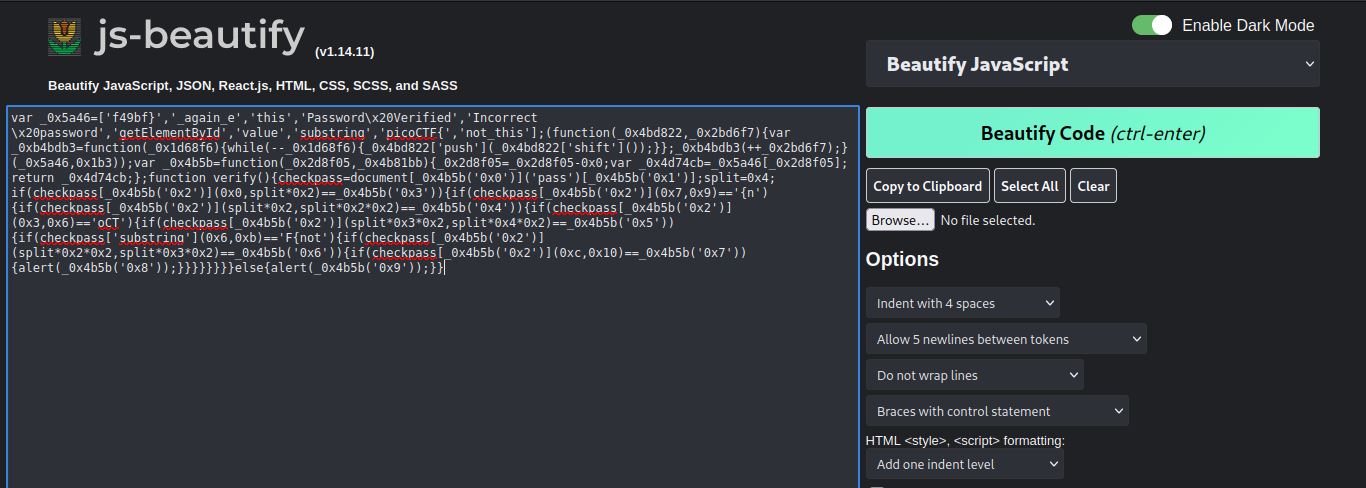 js-beautify (v1.14.11)
Enable Dark Mode
Beautify JavaScript
Beautify JavaScript, JSON, React.js, HTML, CSS, SCSS, and SASS
var _0x5a46=['f49bf}','_again_e','this','Password\x20Verified','Incorrect
\x20password','getElementById','value','substring','picoCTF{','not_this'];(function(_0x4bd822,_0x2bd6f7){var
_0xb4bdb3=function(_0x1d68f6){while(--_0x1d68f6){_0x4bd822['push'](_0x4bd822['shift']());}};_0xb4bdb3(++_0x2bd6f7);}
(_0x5a46,0x1b3));var _0x4b5b=function(_0x2d8f05,_0x4b81bb){_0x2d8f05=_0x2d8f05-0x0;var _0x4d74cb=_0x5a46[_0x2d8f05];
return _0x4d74cb;};function verify(){checkpass=document[_0x4b5b('0x0')]('pass')[_0x4b5b('0x1')];split=0x4;
if(checkpass[_0x4b5b('0x2')](0x0,split*0x2)==_0x4b5b('0x3')){if(checkpass[_0x4b5b('0x2')](0x7,0x9)=='{n')
{if(checkpass[_0x4b5b('0x2')](split*0x2,split*0x2*0x2)==_0x4b5b('0x4')){if(checkpass[_0x4b5b('0x2')]
(0x3,0x6)=='oCT'){if(checkpass[_0x4b5b('0x2')](split*0x3*0x2,split*0x4*0x2)==_0x4b5b('0x5'))
{if(checkpass['substring'](0x6,0xb)=='F{not'){if(checkpass[_0x4b5b('0x2')]
(split*0x2*0x2,split*0x3*0x2)==_0x4b5b('0x6')){if(checkpass[_0x4b5b('0x2')](0xc,0x10)==_0x4b5b('0x7'))
{alert(_0x4b5b('0x8'));}}}}}}}}else{alert(_0x4b5b('0x9'));}}
Beautify Code (ctrl-enter)
Copy to Clipboard Select All Clear
Browse... No file selected.
Options
Indent with 4 spaces
Allow 5 newlines between tokens
Do not wrap lines
Braces with control statement
HTML <style>, <script> formatting:
Add one indent level